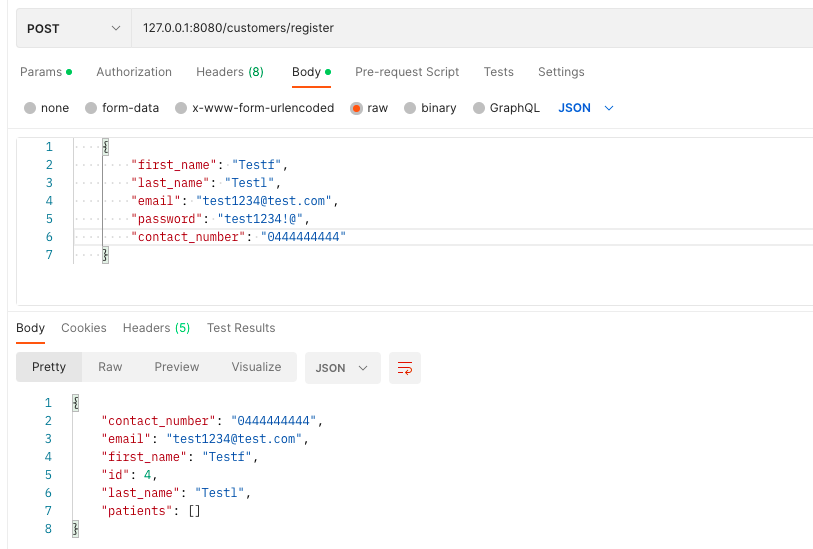 POST 127.0.0.1:8080/customers/register
Params Authorization Headers (8) Body Pre-request Script Tests Settings
none form-data x-www-form-urlencoded raw binary GraphQL JSON
1 {
2 "first_name": "Testf",
3 "last_name": "Testl",
4 "email": "test1234@test.com",
5 "password": "test1234!@",
6 "contact_number": "0444444444"
7 }
Body Cookies Headers (5) Test Results
Pretty Raw Preview Visualize JSON
1 {
2 "contact_number": "0444444444",
3 "email": "test1234@test.com",
4 "first_name": "Testf",
5 "id": 4,
6 "last_name": "Testl",
7 "patients": []
8 }